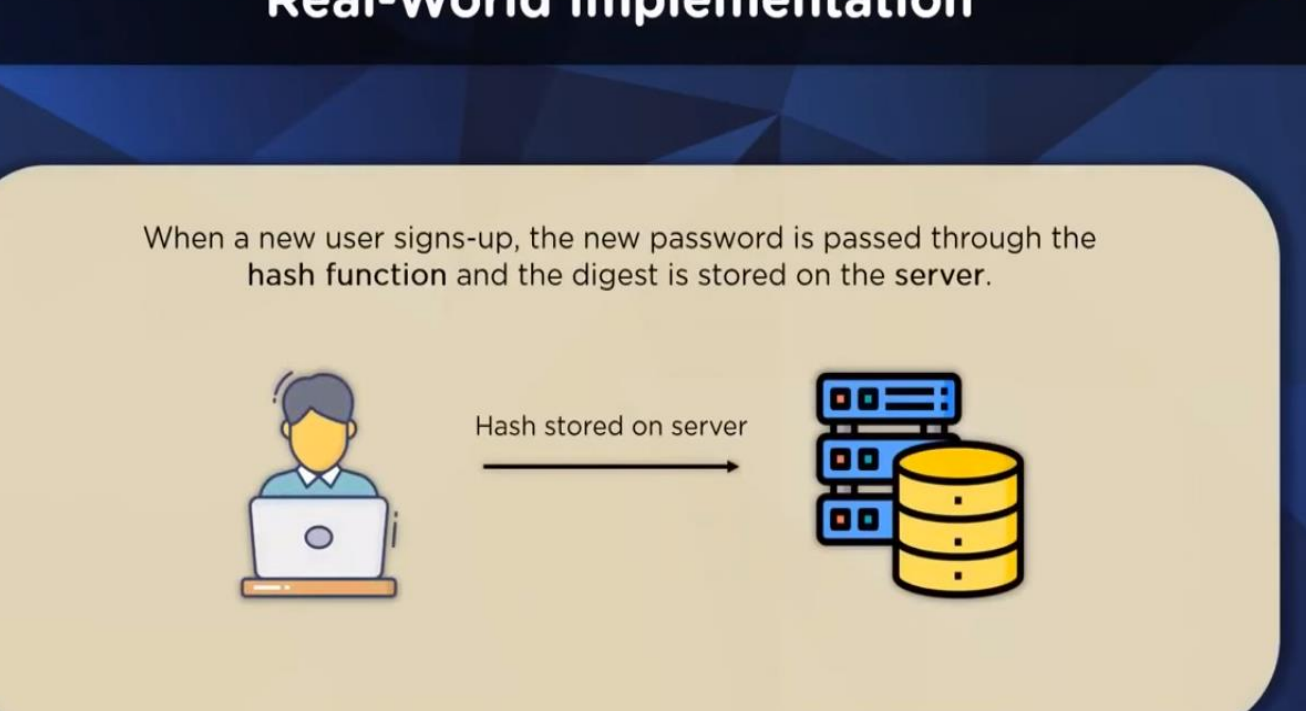 Real-World Implementation
When a new user signs-up, the new password is passed through the
hash function and the digest is stored on the server.
Hash stored on server